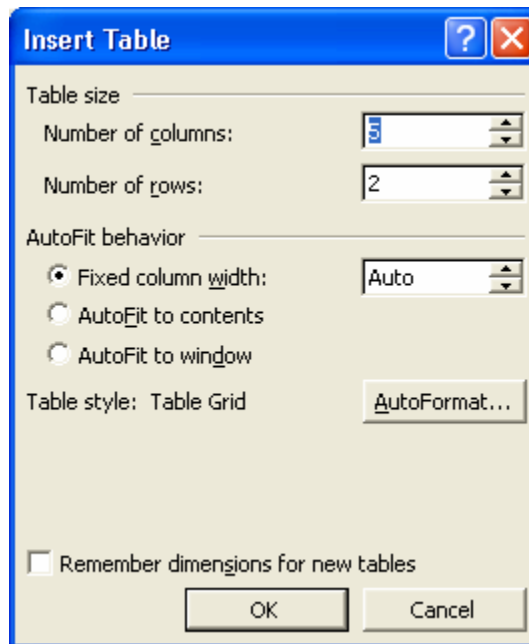 Insert Table ?
Table size
Number of columns: 5
Number of rows: 2
AutoFit behavior
Fixed column width: Auto
AutoFit to contents
AutoFit to window
Table style: Table Grid AutoFormat...
Remember dimensions for new tables
OK Cancel